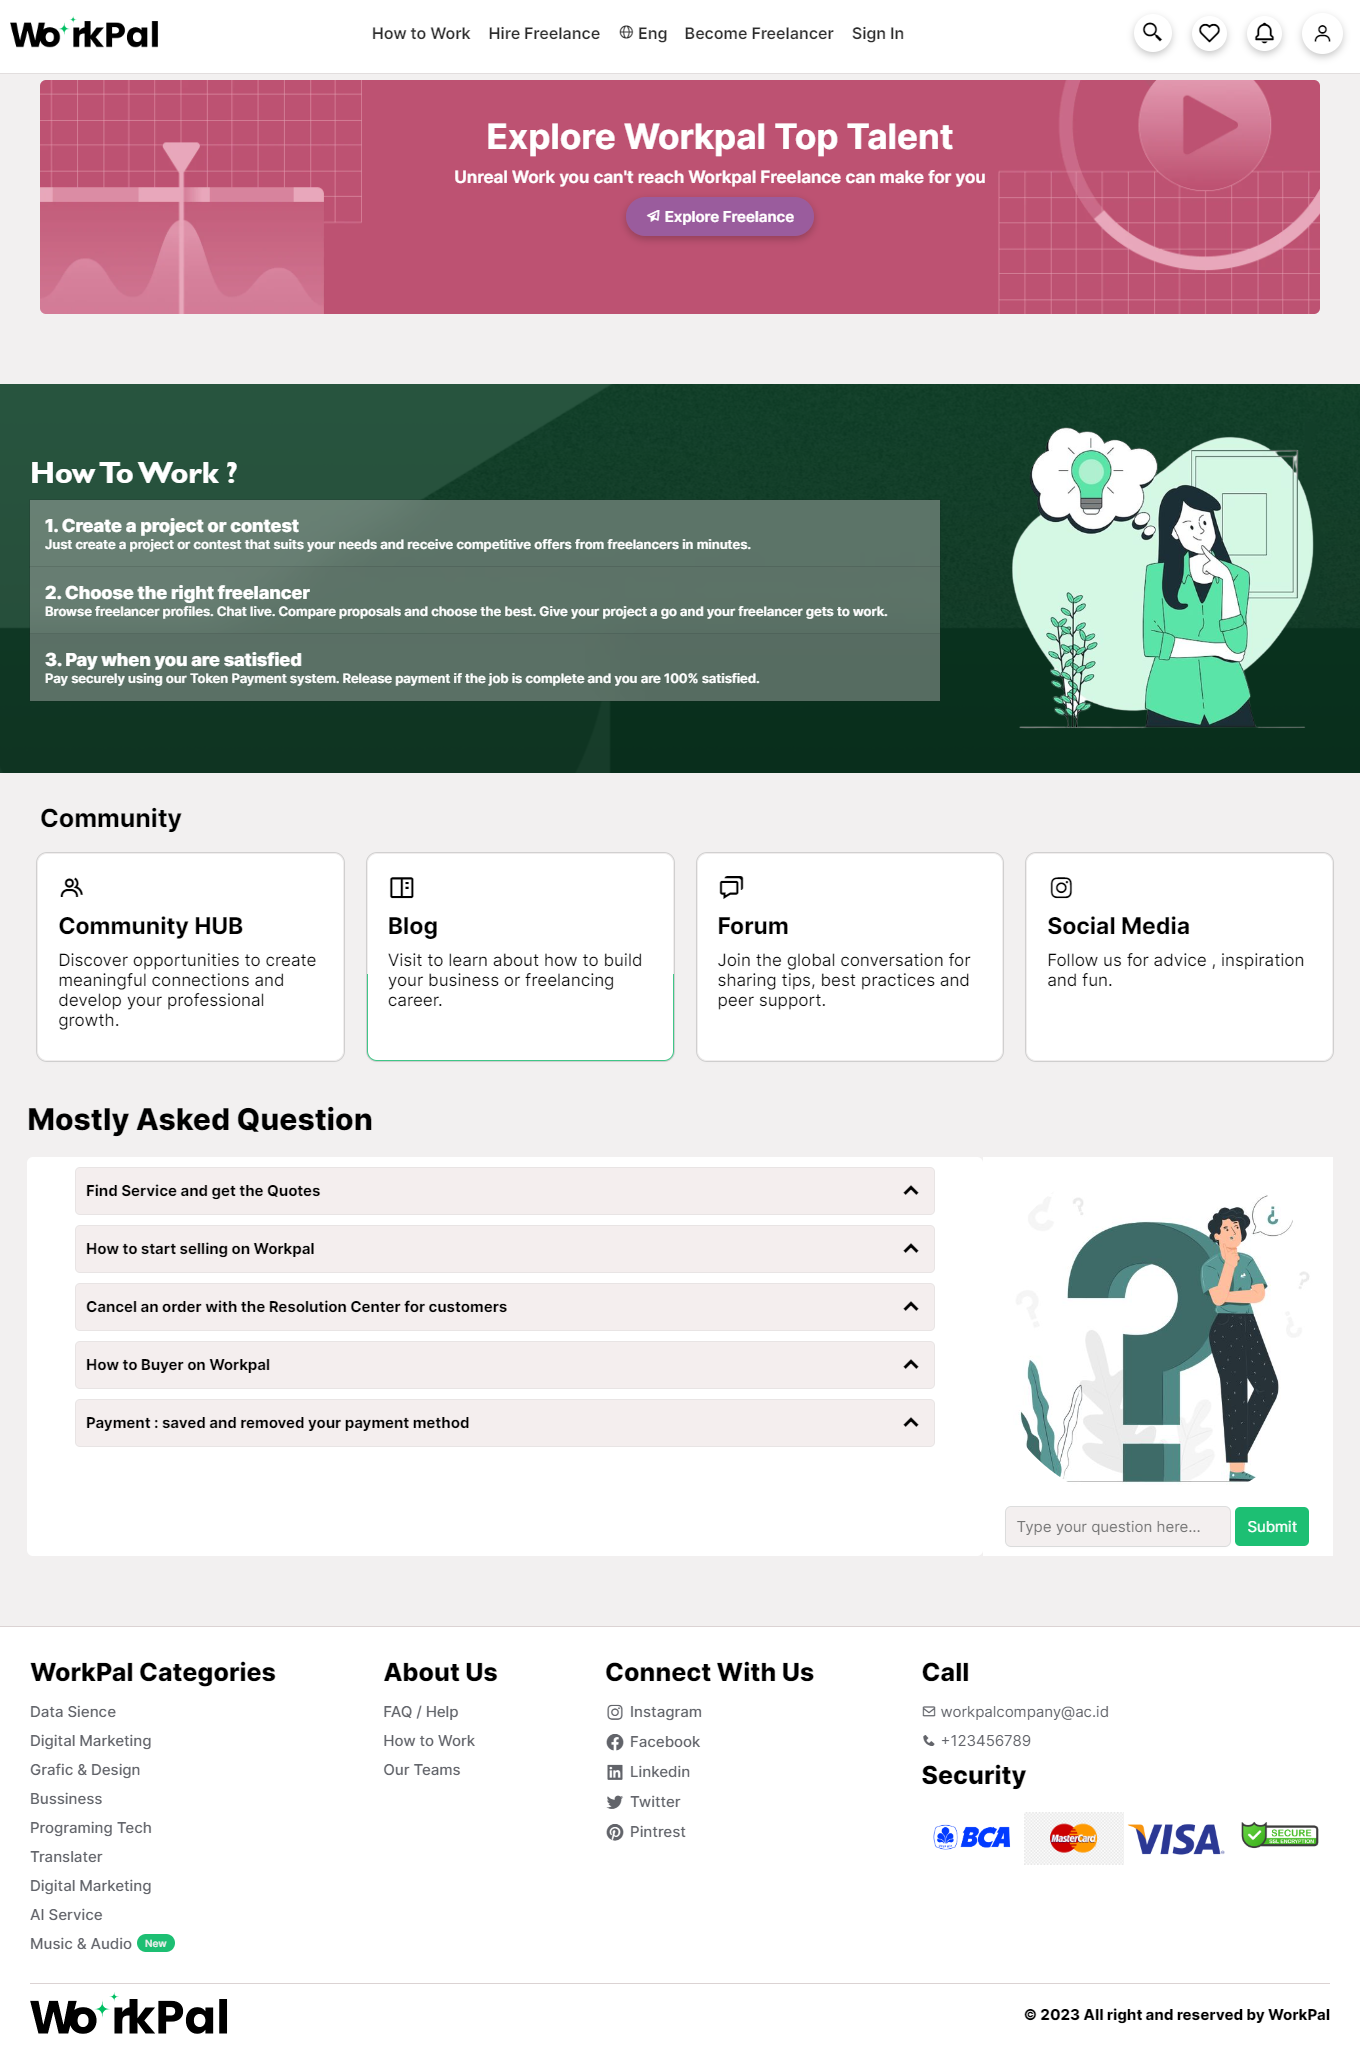 WorkPal
How to Work
Hire Freelance
Eng
Become Freelancer
Sign In
Explore Workpal Top Talent
Unreal Work you can't reach Workpal Freelance can make for you
Explore Freelance
How To Work ?
1. Create a project or contest
Just create a project or contest that suits your needs and receive competitive offers from freelancers in minutes.
2. Choose the right freelancer
Browse freelancer profiles. Chat live. Compare proposals and choose the best. Give your project a go and your freelancer gets to work.
3. Pay when you are satisfied
Pay securely using our Token Payment system. Release payment if the job is complete and you are 100% satisfied.
Community
Community HUB
Discover opportunities to create
meaningful connections and
develop your professional
growth.
Blog
Visit to learn about how to build
your business or freelancing
career.
Forum
Join the global conversation for
sharing tips, best practices and
peer support.
Social Media
Follow us for advice , inspiration
and fun.
Mostly Asked Question
Find Service and get the Quotes
How to start selling on Workpal
Cancel an order with the Resolution Center for customers
How to Buyer on Workpal
Payment : saved and removed your payment method
Type your question here...
Submit
WorkPal Categories
Data Sience
Digital Marketing
Grafic & Design
Bussiness
Programing Tech
Translater
Digital Marketing
AI Service
Music & Audio New
About Us
FAQ / Help
How to Work
Our Teams
Connect With Us
Instagram
Facebook
Linkedin
Twitter
Pintrest
Call
workpalcompany@ac.id
+123456789
Security
BCA
MasterCard
VISA
SECURE
SSL ENCRYPTION
WorkPal
© 2023 All right and reserved by WorkPal